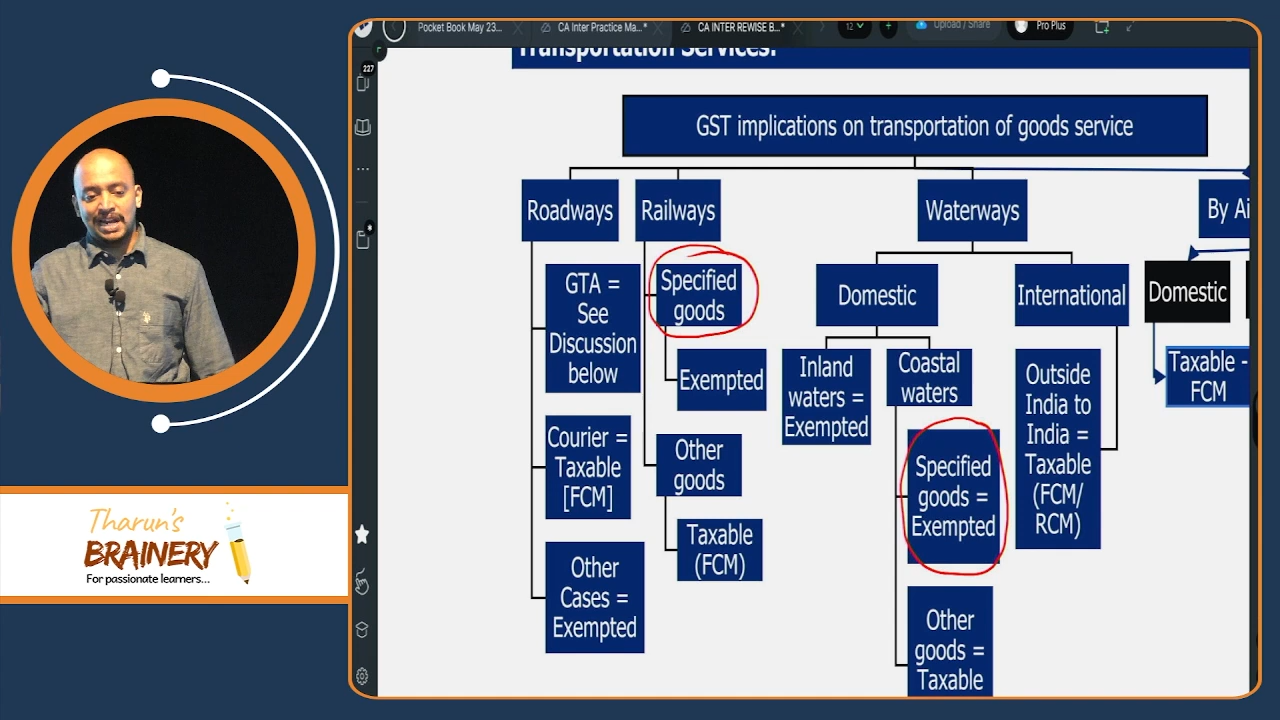 Pocket Book May 23...
CA Inter Practice Ma...*
CA INTER REWISE B...*
12
Upload / Share
Pro Plus
227
Transportation Services:
GST implications on transportation of goods service
Roadways
Railways
Waterways
By Ai
GTA =
See
Discussion
below
Courier =
Taxable
[FCM]
Other
Cases =
Exempted
Specified
goods
Exempted
Other
goods
Taxable
(FCM)
Domestic
Inland
waters =
Exempted
Coastal
waters
Specified
goods =
Exempted
Other
goods =
Taxable
International
Outside
India to
India =
Taxable
(FCM/
RCM)
Domestic
Taxable -
FCM
Tharun's
BRAINERY
For passionate learners...